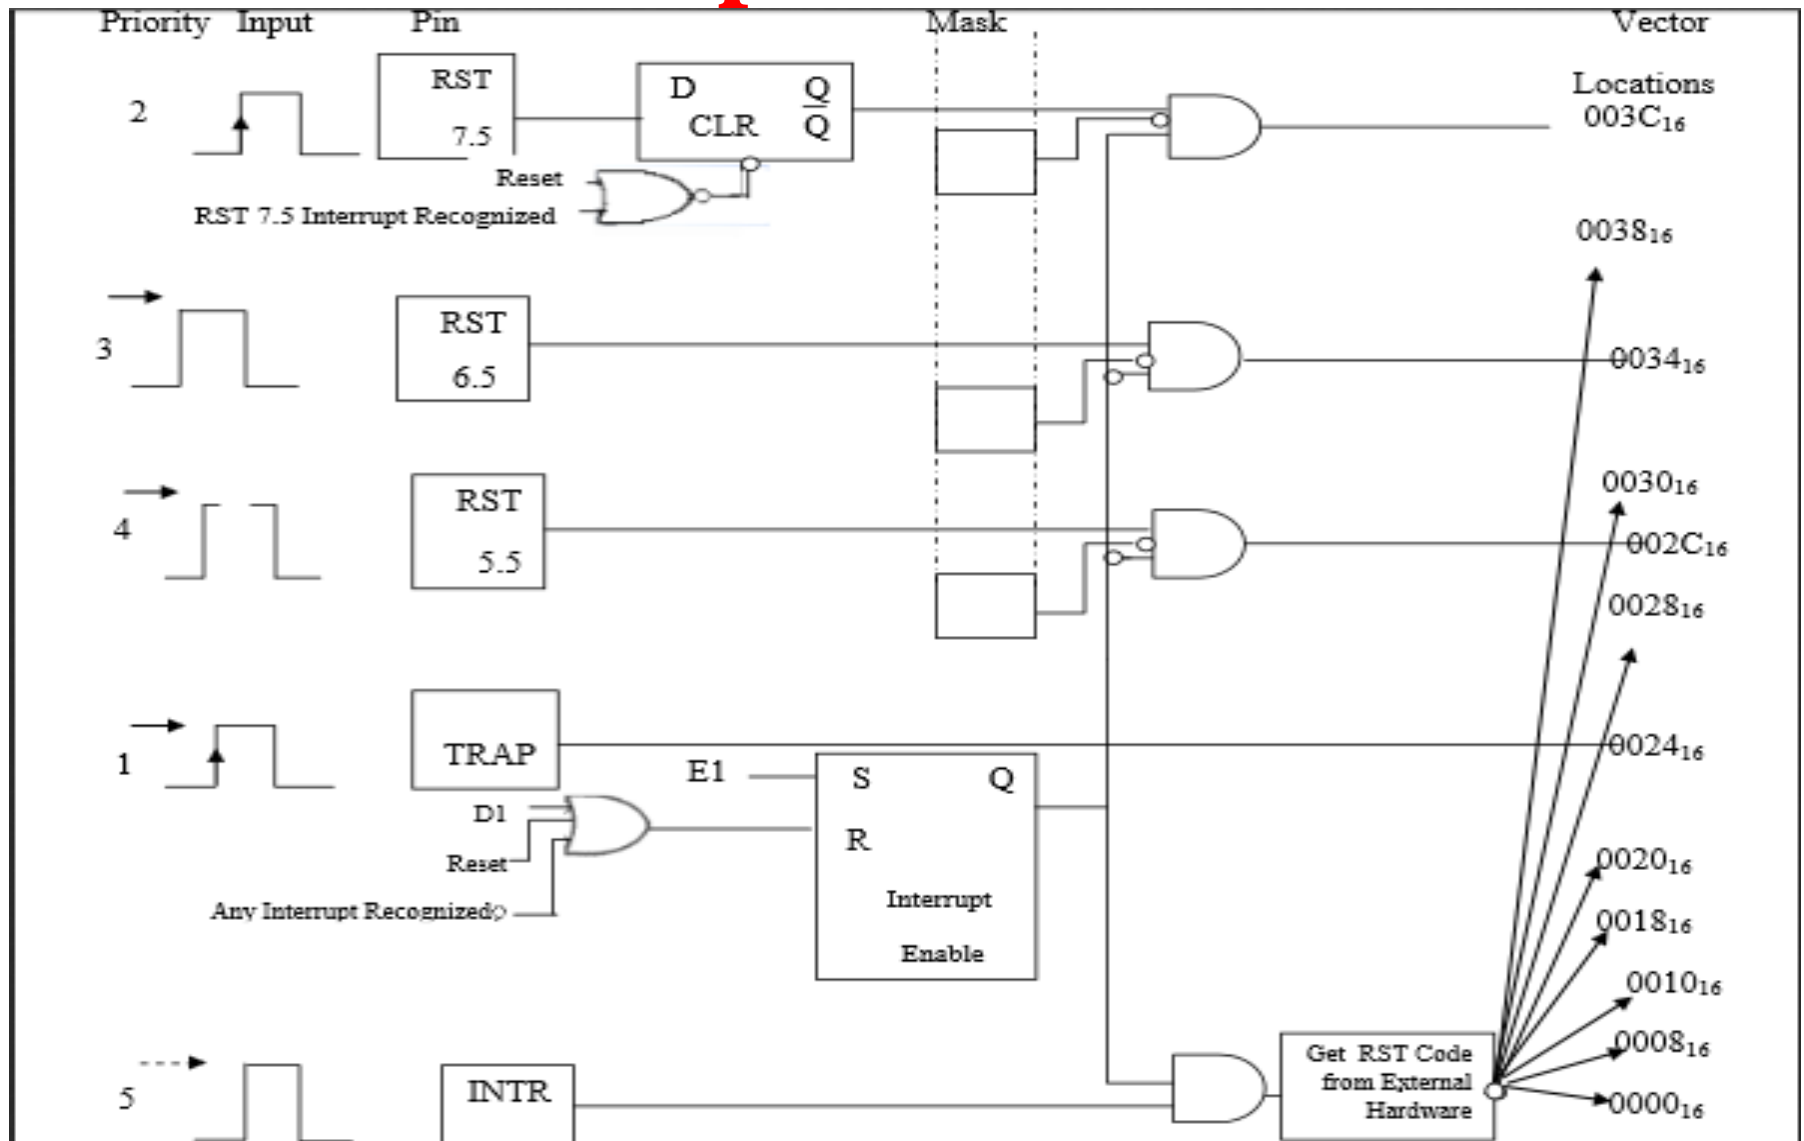 Priority Input Pin Mask Vector
Locations
2 RST D Q 003C16
7.5 CLR Q
Reset
RST 7.5 Interrupt Recognized
003816
3 RST 003416
6.5
003016
4 RST 002C16
5.5
002816
1 TRAP 002416
E1 S Q
D1
R
Reset 002016
Any Interrupt Recognized Interrupt 001816
Enable
001016
Get RST Code 000816
from External
5 INTR Hardware 000016